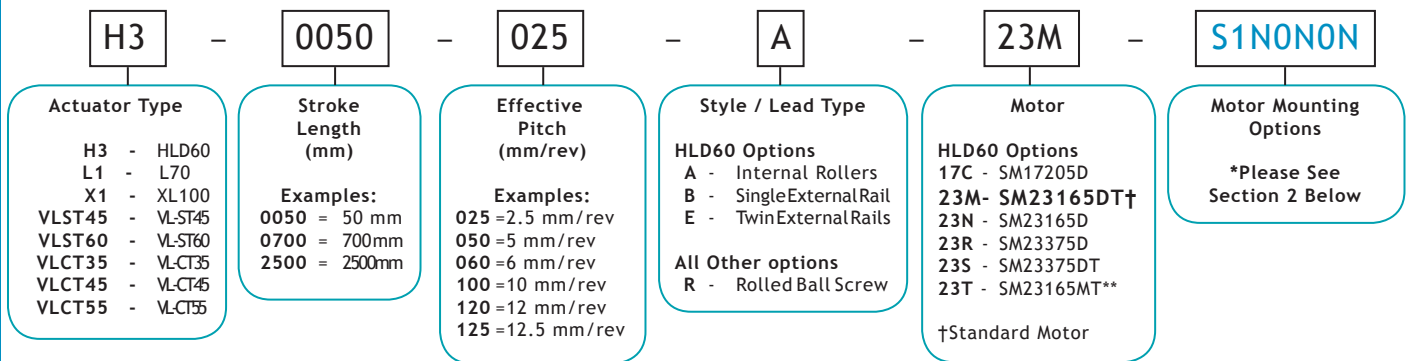 H3 – 0050 – 025 – A – 23M – S1N0N0N
Actuator Type
H3 - HLD60
L1 - L70
X1 - XL100
VLST45 - VL-ST45
VLST60 - VL-ST60
VLCT35 - VL-CT35
VLCT45 - VL-CT45
VLCT55 - VL-CT55
Stroke
Length
(mm)
Examples:
0050 = 50 mm
0700 = 700mm
2500 = 2500mm
Effective
Pitch
(mm/rev)
Examples:
025 =2.5 mm/rev
050 =5 mm/rev
060 =6 mm/rev
100 =10 mm/rev
120 =12 mm/rev
125 =12.5 mm/rev
Style / Lead Type
HLD60 Options
A - Internal Rollers
B - Single External Rail
E - Twin External Rails
All Other options
R - Rolled Ball Screw
Motor
HLD60 Options
17C - SM17205D
23M- SM23165DT†
23N - SM23165D
23R - SM23375D
23S - SM23375DT
23T - SM23165MT**
†Standard Motor
Motor Mounting
Options
*Please See
Section 2 Below